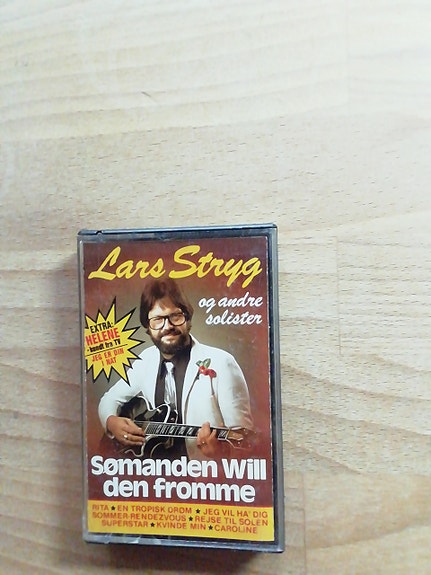 Lars Stryg
og andre
solister
EXTRA:
HELENE
- kendt fra TV
JEG ER DIN
I NAT
Sømanden Will
den fromme
RITA ★ EN TROPISK DRØM ★ JEG VIL HA' DIG
SOMMER-RENDEZVOUS ★ REJSE TIL SOLEN
SUPERSTAR ★ KVINDE MIN ★ CAROLINE